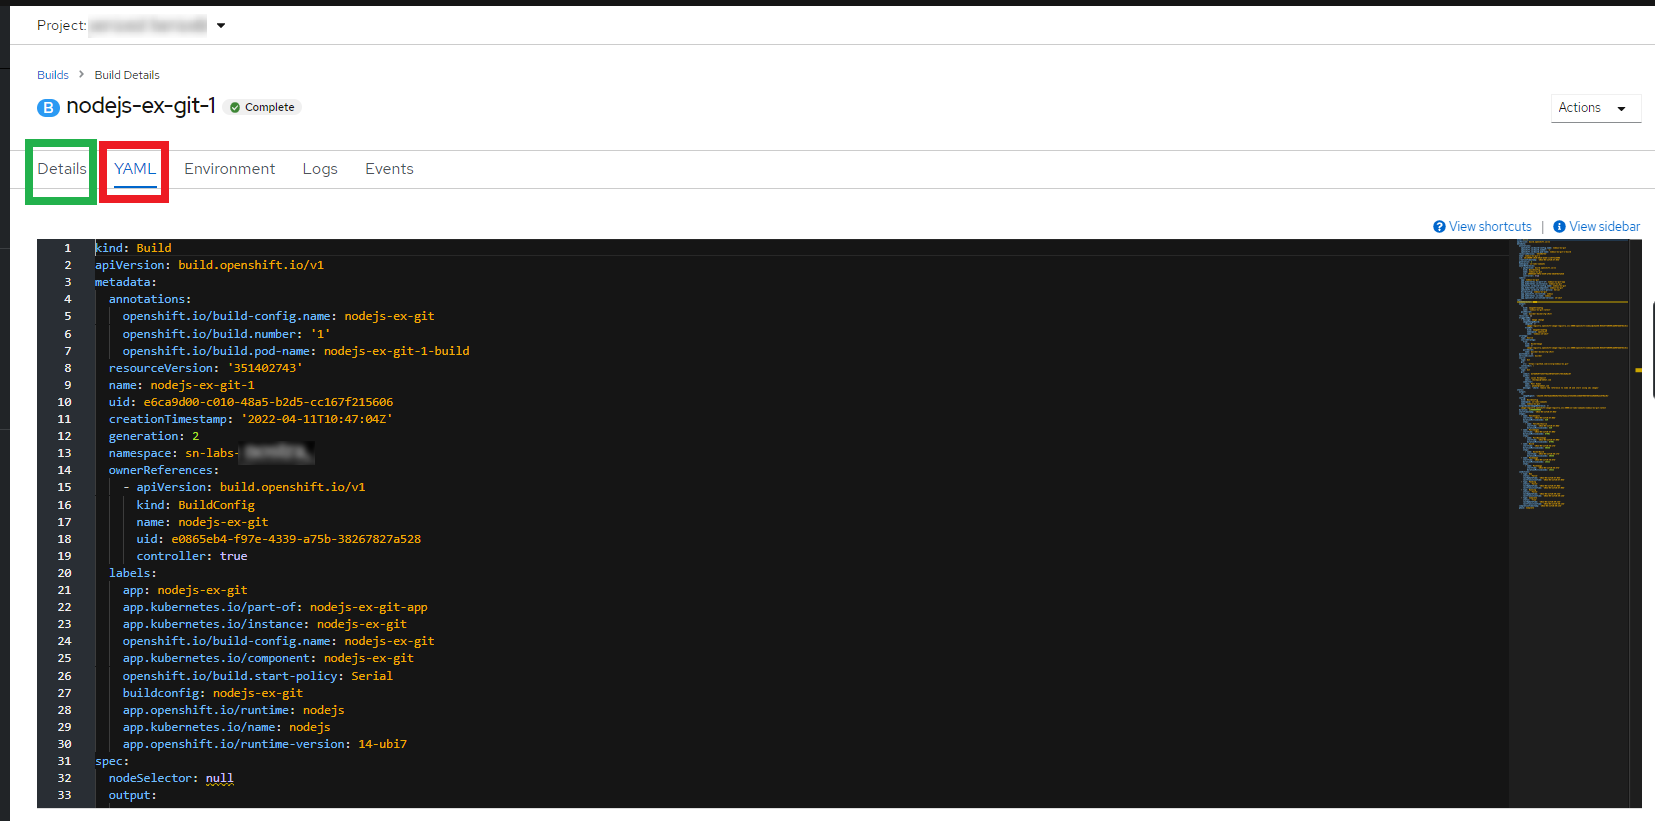 Project:
Builds > Build Details
B nodejs-ex-git-1 Complete
Actions
Details YAML Environment Logs Events
View shortcuts | View sidebar
1 kind: Build
2 apiVersion: build.openshift.io/v1
3 metadata:
4 annotations:
5 openshift.io/build-config.name: nodejs-ex-git
6 openshift.io/build.number: '1'
7 openshift.io/build.pod-name: nodejs-ex-git-1-build
8 resourceVersion: '351402743'
9 name: nodejs-ex-git-1
10 uid: e6ca9d00-c010-48a5-b2d5-cc167f215606
11 creationTimestamp: '2022-04-11T10:47:04Z'
12 generation: 2
13 namespace: sn-labs-
14 ownerReferences:
15 - apiVersion: build.openshift.io/v1
16 kind: BuildConfig
17 name: nodejs-ex-git
18 uid: e0865eb4-f97e-4339-a75b-38267827a528
19 controller: true
20 labels:
21 app: nodejs-ex-git
22 app.kubernetes.io/part-of: nodejs-ex-git-app
23 app.kubernetes.io/instance: nodejs-ex-git
24 openshift.io/build-config.name: nodejs-ex-git
25 app.kubernetes.io/component: nodejs-ex-git
26 openshift.io/build.start-policy: Serial
27 buildconfig: nodejs-ex-git
28 app.openshift.io/runtime: nodejs
29 app.kubernetes.io/name: nodejs
30 app.openshift.io/runtime-version: 14-ubi7
31 spec:
32 nodeSelector: null
33 output: